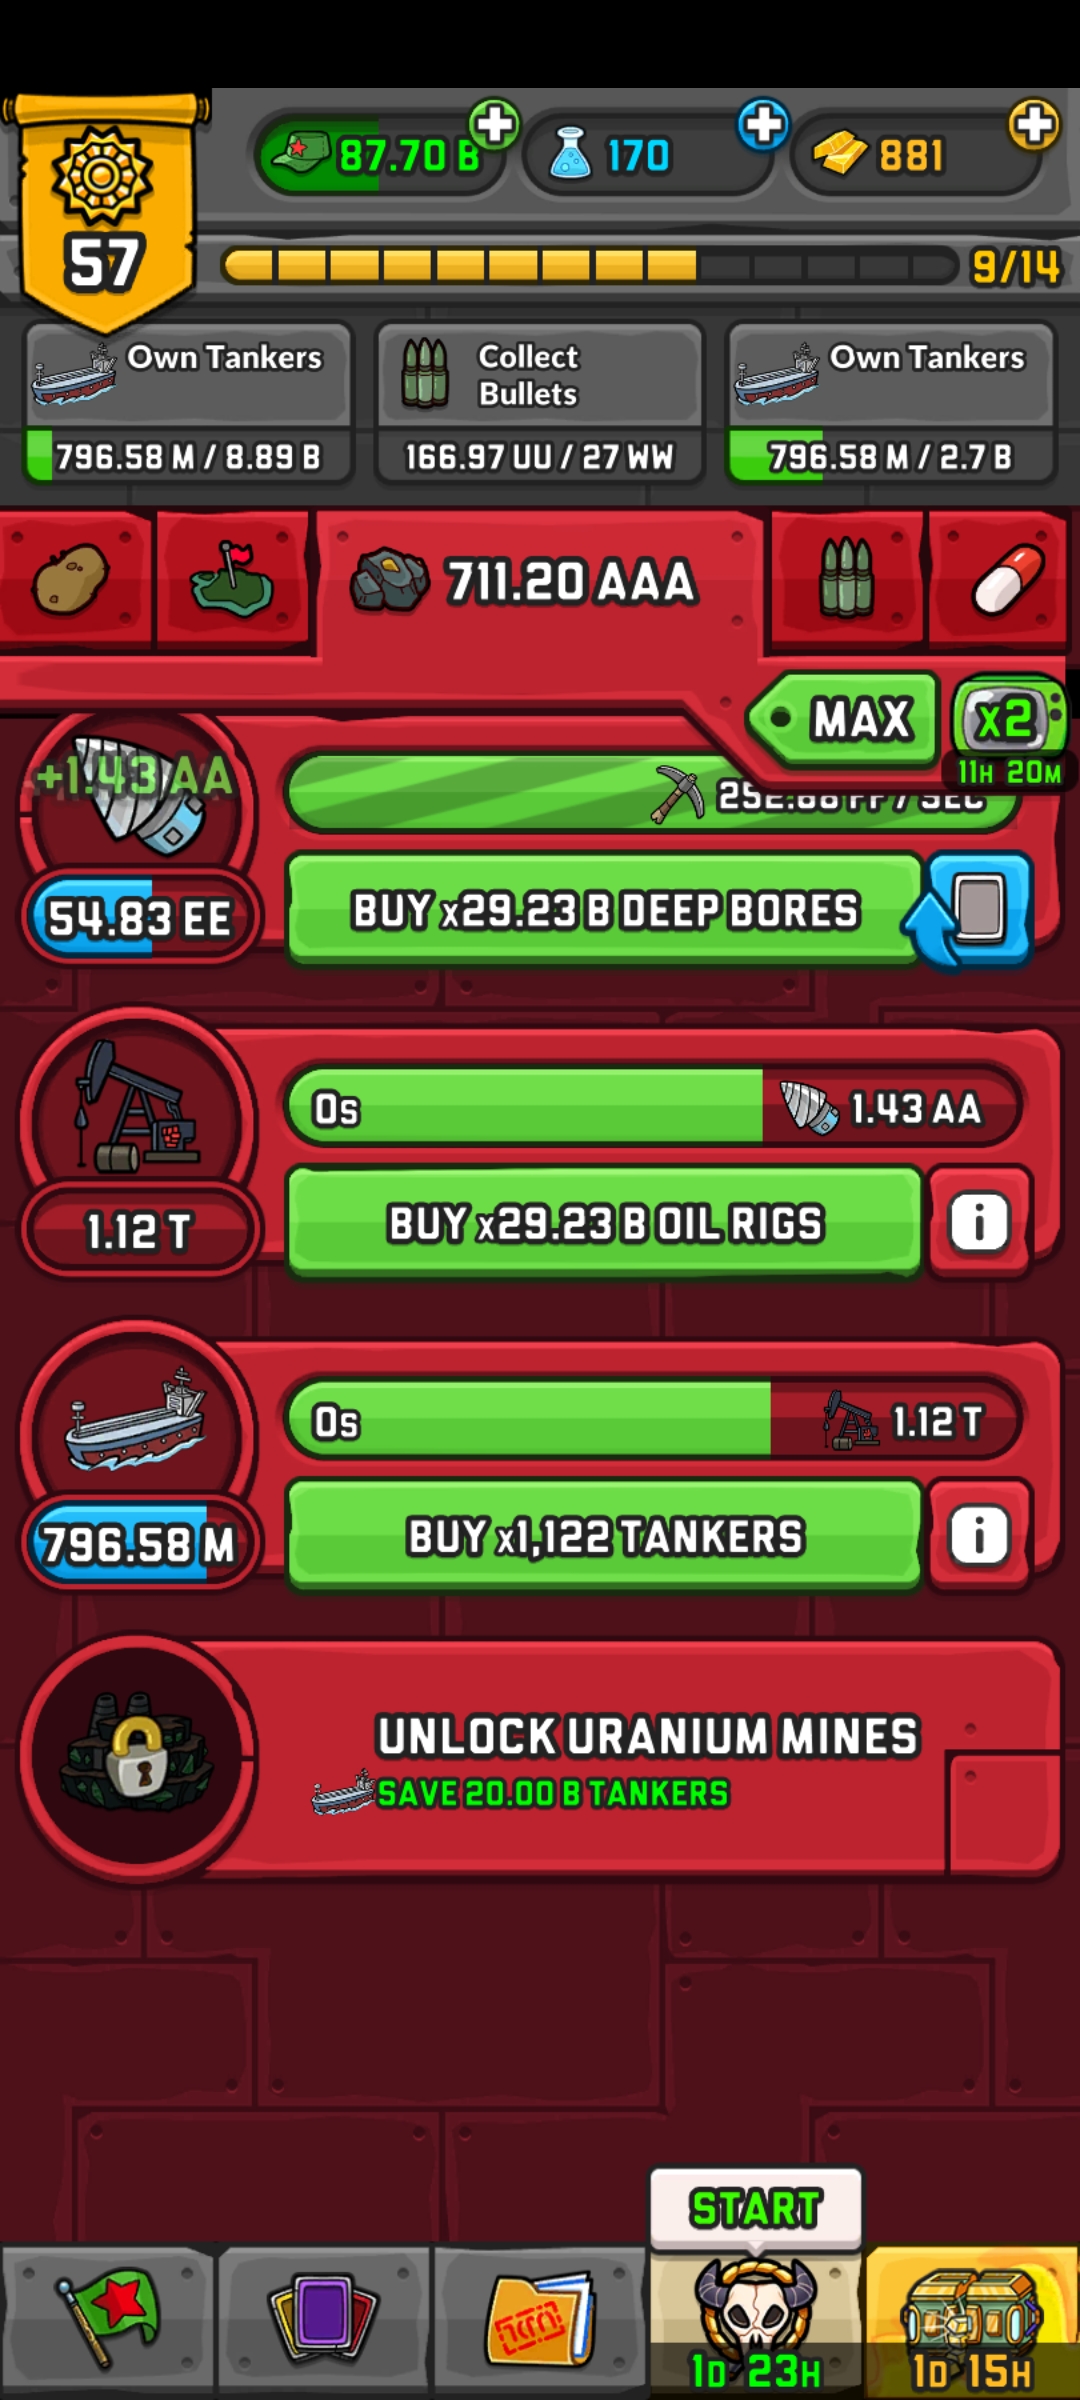 57
87.70 B
170
881
9/14
Own Tankers
796.58 M / 8.89 B
Collect
Bullets
166.97 UU / 27 WW
Own Tankers
796.58 M / 2.7 B
711.20 AAA
MAX
x2
11H 20M
+1.43 AA
252.88 FF / SEC
54.83 EE
BUY x29.23 B DEEP BORES
0s
1.43 AA
1.12 T
BUY x29.23 B OIL RIGS
i
0s
1.12 T
796.58 M
BUY x1,122 TANKERS
i
UNLOCK URANIUM MINES
SAVE 20.00 B TANKERS
START
1D 23H
1D 15H